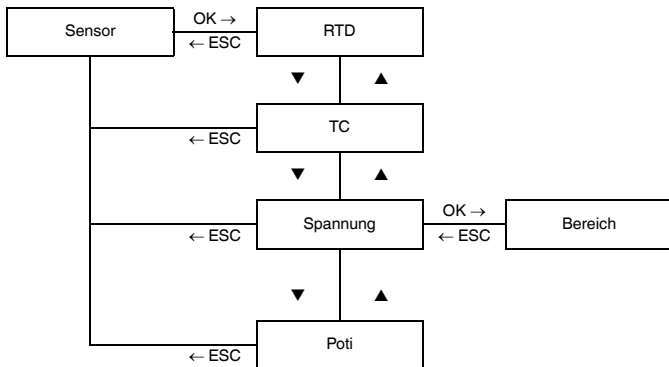 Sensor
OK →
← ESC
RTD
▼ ▲
← ESC
TC
▼ ▲
← ESC
Spannung
OK →
← ESC
Bereich
▼ ▲
← ESC
Poti